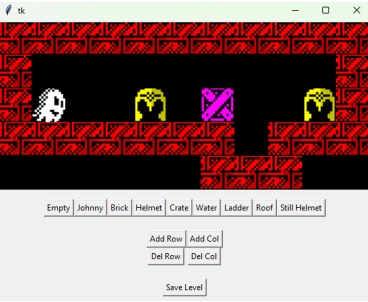 tk
Empty Johnny Brick Helmet Crate Water Ladder Roof Still Helmet
Add Row Add Col
Del Row Del Col
Save Level